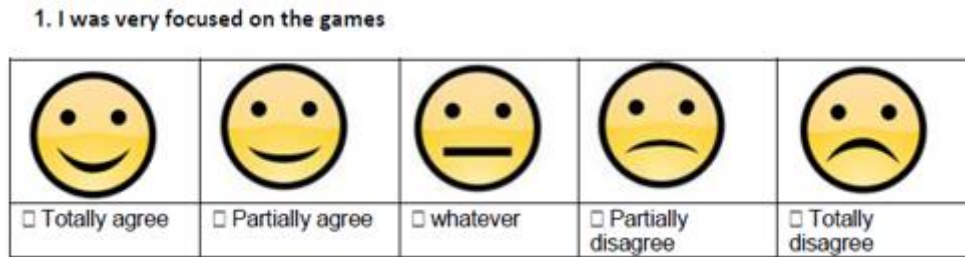 1. I was very focused on the games
☐ Totally agree
☐ Partially agree
☐ whatever
☐ Partially
disagree
☐ Totally
disagree